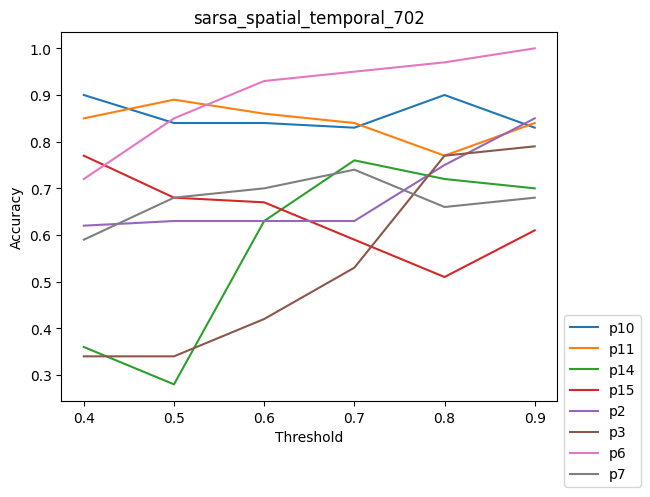 sarsa_spatial_temporal_702
Accuracy
1.0
0.9
0.8
0.7
0.6
0.5
0.4
0.3
0.4 0.5 0.6 0.7 0.8 0.9
Threshold
p10
p11
p14
p15
p2
p3
p6
p7